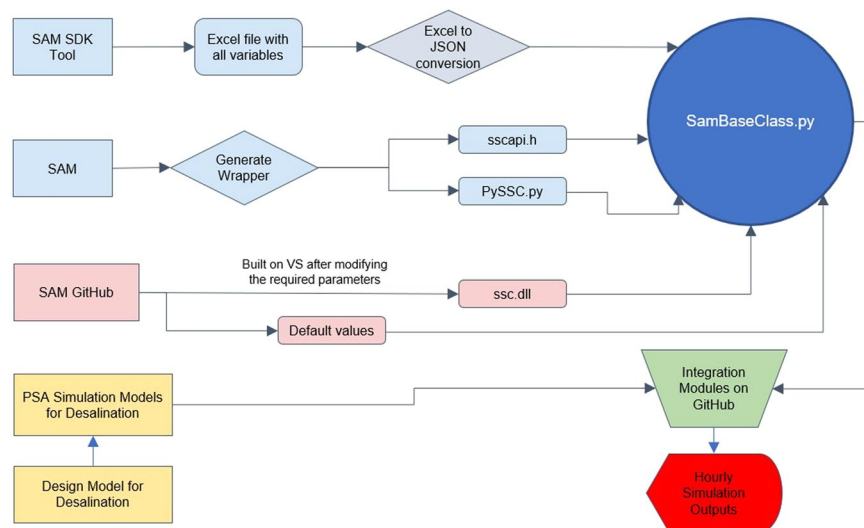 SAM SDK
Tool
Excel file with
all variables
Excel to
JSON
conversion
SamBaseClass.py
SAM
Generate
Wrapper
sscapi.h
PySSC.py
Built on VS after modifying
the required parameters
SAM GitHub
ssc.dll
Default values
PSA Simulation Models
for Desalination
Integration
Modules on
GitHub
Design Model for
Desalination
Hourly
Simulation
Outputs